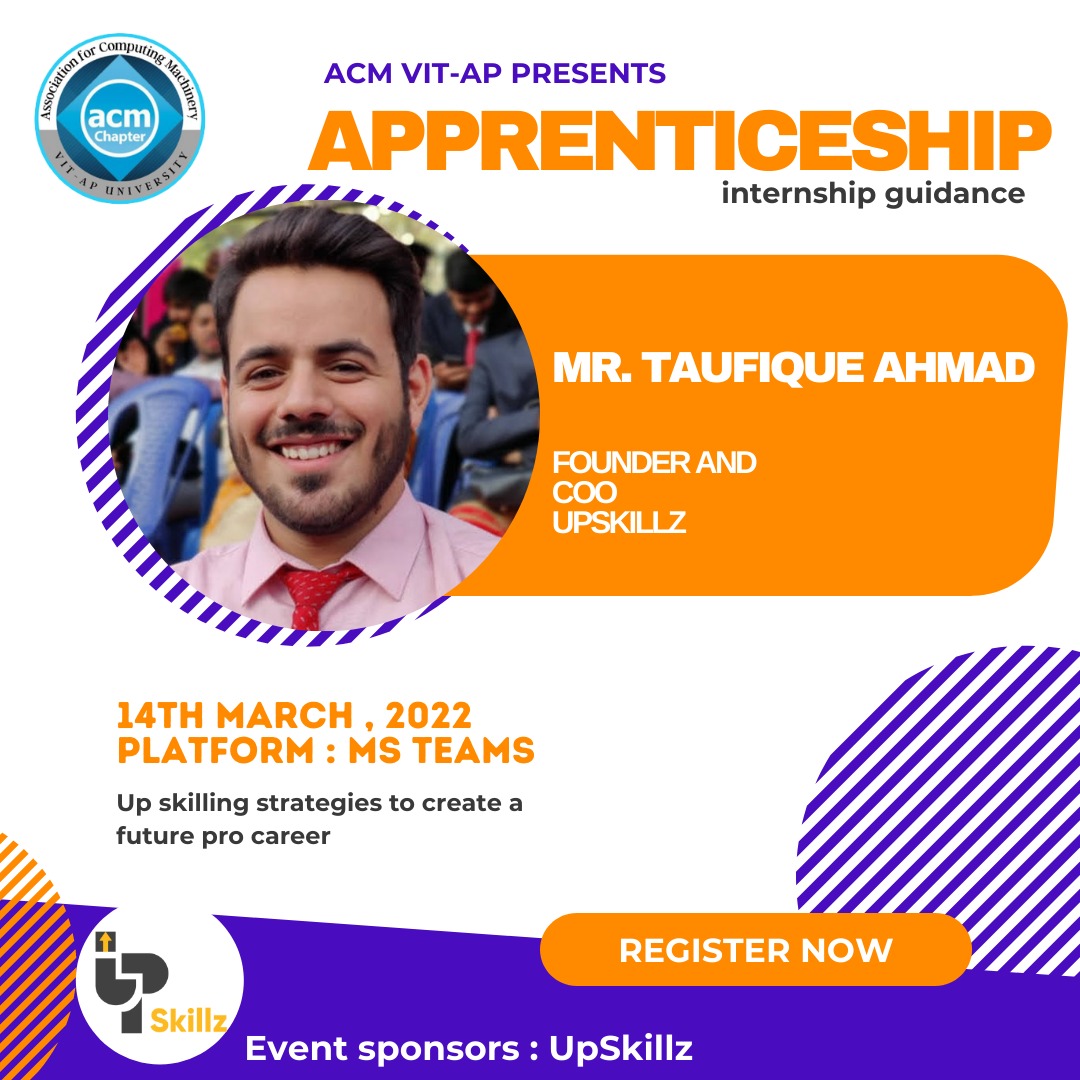 Association for Computing Machinery
acm
Chapter
VIT-AP UNIVERSITY
ACM VIT-AP PRESENTS
APPRENTICESHIP
internship guidance
MR. TAUFIQUE AHMAD
FOUNDER AND
COO
UPSKILLZ
14TH MARCH , 2022
PLATFORM : MS TEAMS
Up skilling strategies to create a
future pro career
REGISTER NOW
UP
Skillz
Event sponsors : UpSkillz